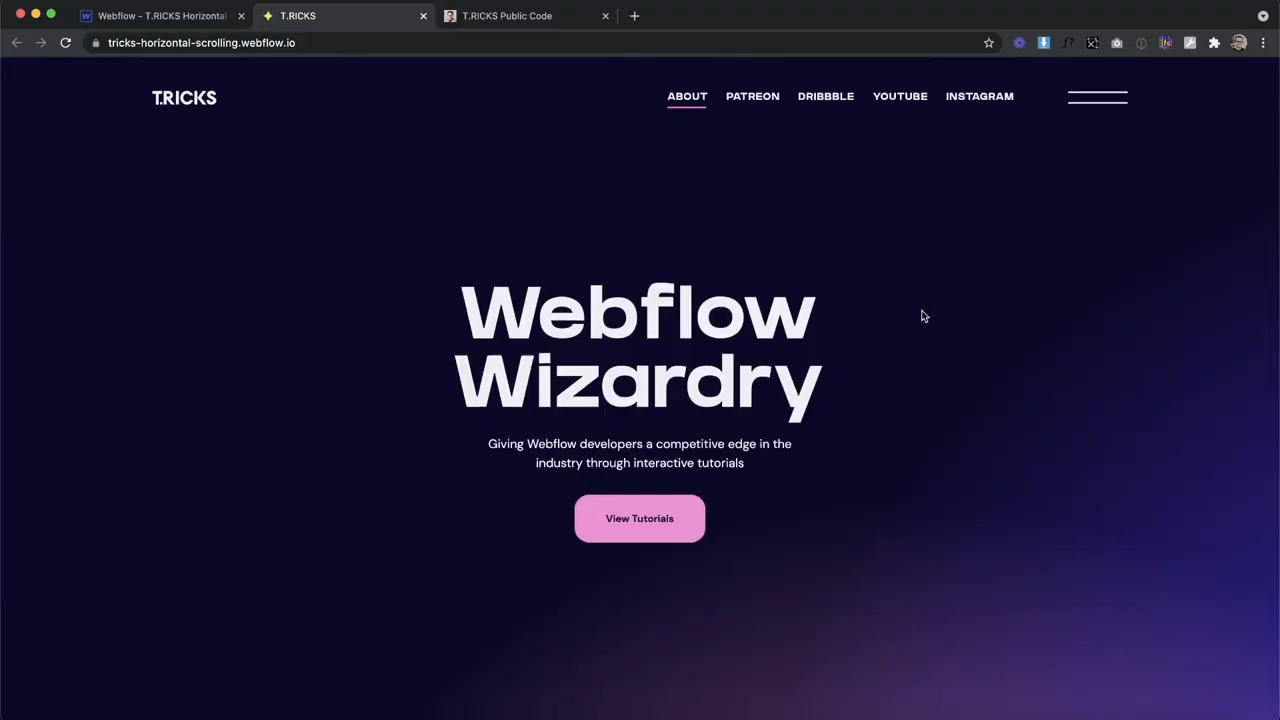 Webflow - T.RICKS Horizontal
T.RICKS
T.RICKS Public Code
tricks-horizontal-scrolling.webflow.io
T.RICKS
ABOUT PATREON DRIBBBLE YOUTUBE INSTAGRAM
Webflow
Wizardry
Giving Webflow developers a competitive edge in the
industry through interactive tutorials
View Tutorials